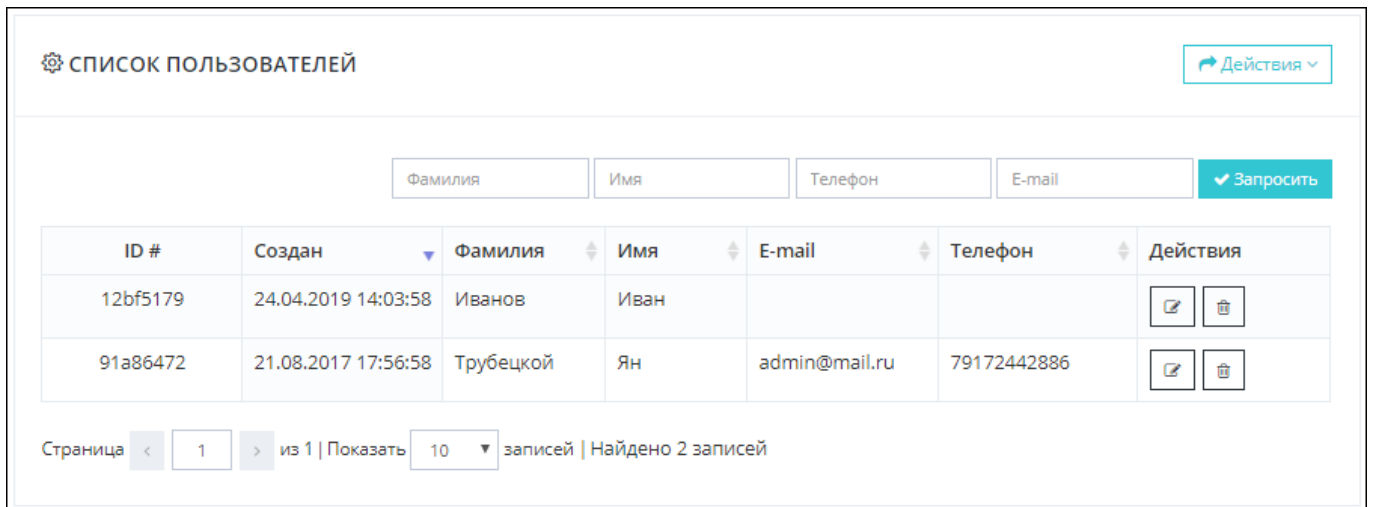 СПИСОК ПОЛЬЗОВАТЕЛЕЙ Действия
Фамилия Имя Телефон E-mail Запросить
ID # Создан Фамилия Имя E-mail Телефон Действия
12bf5179 24.04.2019 14:03:58 Иванов Иван
91a86472 21.08.2017 17:56:58 Трубецкой Ян admin@mail.ru 79172442886
Страница < 1 > из 1 | Показать 10 записей | Найдено 2 записей